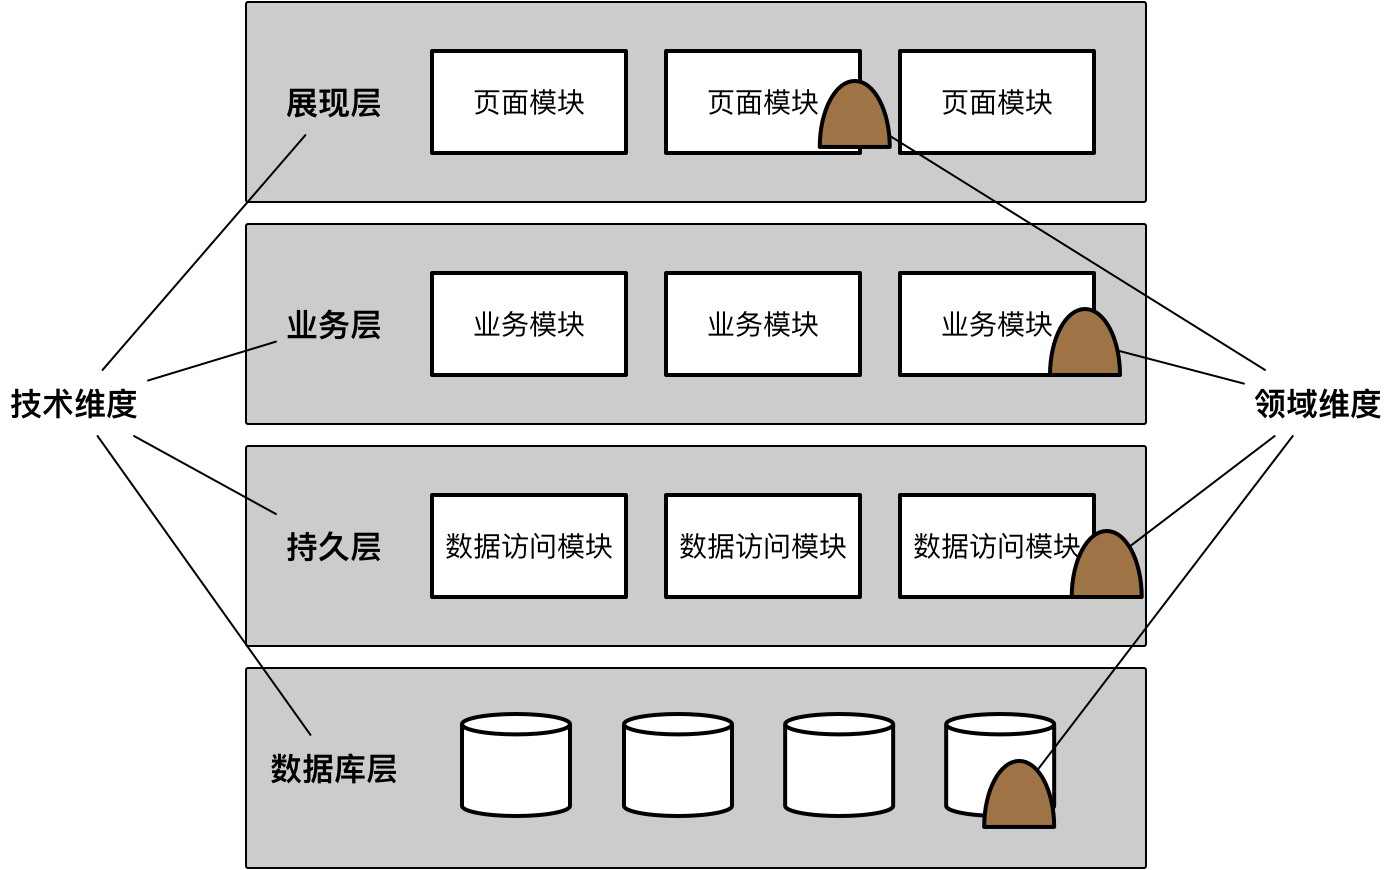 展现层
页面模块
页面模块
页面模块
业务层
业务模块
业务模块
业务模块
技术维度
领域维度
持久层
数据访问模块
数据访问模块
数据访问模块
数据库层